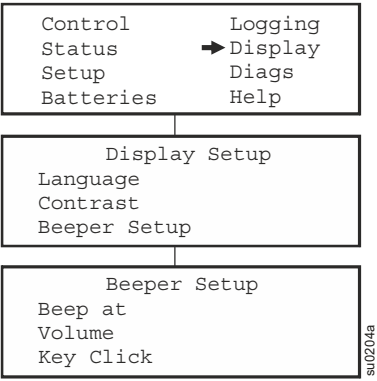 Control Logging
Status Display
Setup Diags
Batteries Help
Display Setup
Language
Contrast
Beeper Setup
Beeper Setup
Beep at
Volume
Key Click
su0204a